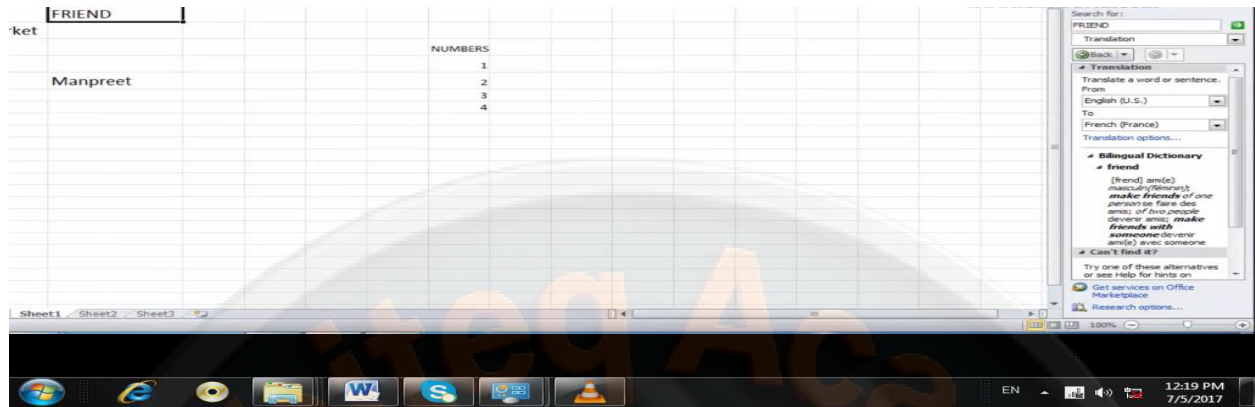 FRIEND
ket
NUMBERS
1
Manpreet
2
3
4
Search for:
FRIEND
Translation
Back
Translation
Translate a word or sentence.
From
English (U.S.)
To
French (France)
Translation options...
Bilingual Dictionary
friend
[frend] ami(e)
masculin(féminin);
make friends of one
person se faire des
amis; of two people
devenir amis; make
friends with
someone devenir
ami(e) avec someone
Can't find it?
Try one of these alternatives
or see Help for hints on
Get services on Office
Marketplace
Research options...
Sheet1 Sheet2 Sheet3
100%
iteq Aca
EN
12:19 PM
7/5/2017